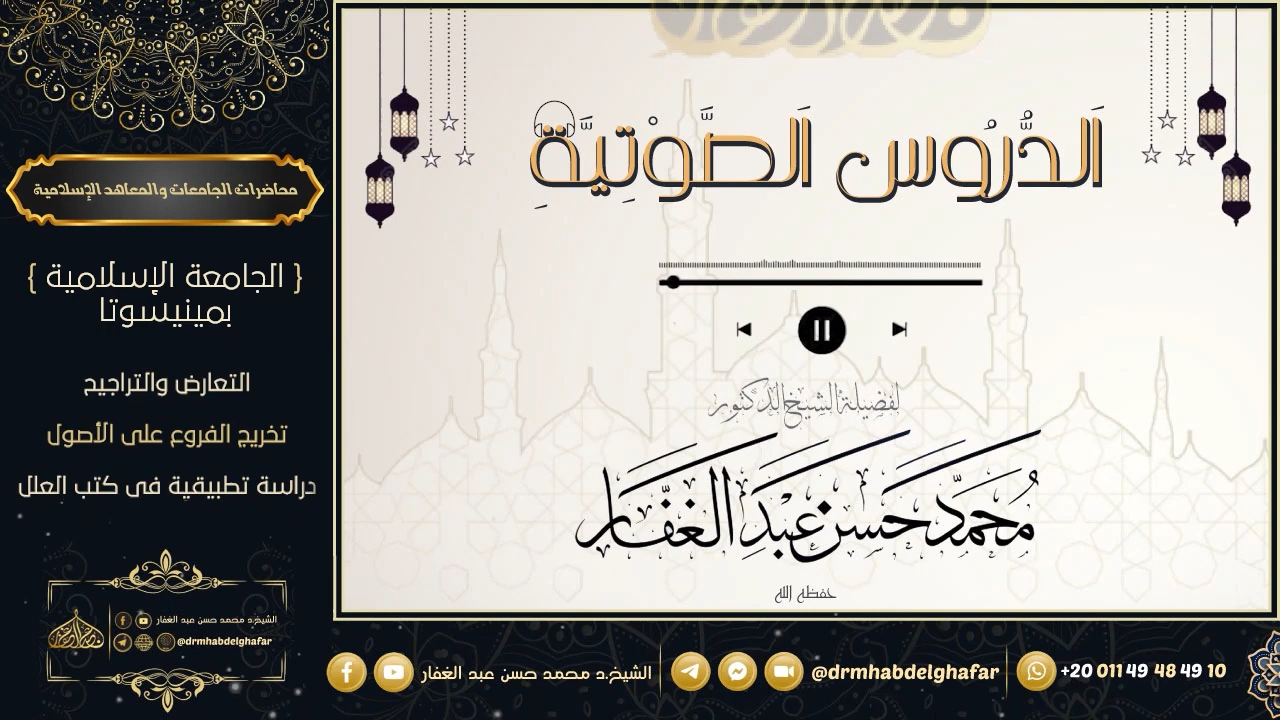 الدُّرُوس الصَّوْتِيَّةِ
لفضيلة الشيخ الدكتور
مُحَمَّد حَسَن عَبْدِ الغَفَّار
حفظه الله
محاضرات الجامعات والمعاهد الإسلامية
{ الجامعة الإسلامية }
بمينيسوتا
التعارض والتراجيح
تخريج الفروع على الأصول
دراسة تطبيقية فى كتب العلل
الشيخ.د محمد حسن عبد الغفار
@drmhabdelghafar
الشيخ.د محمد حسن عبد الغفار
@drmhabdelghafar
+20 011 49 48 49 10